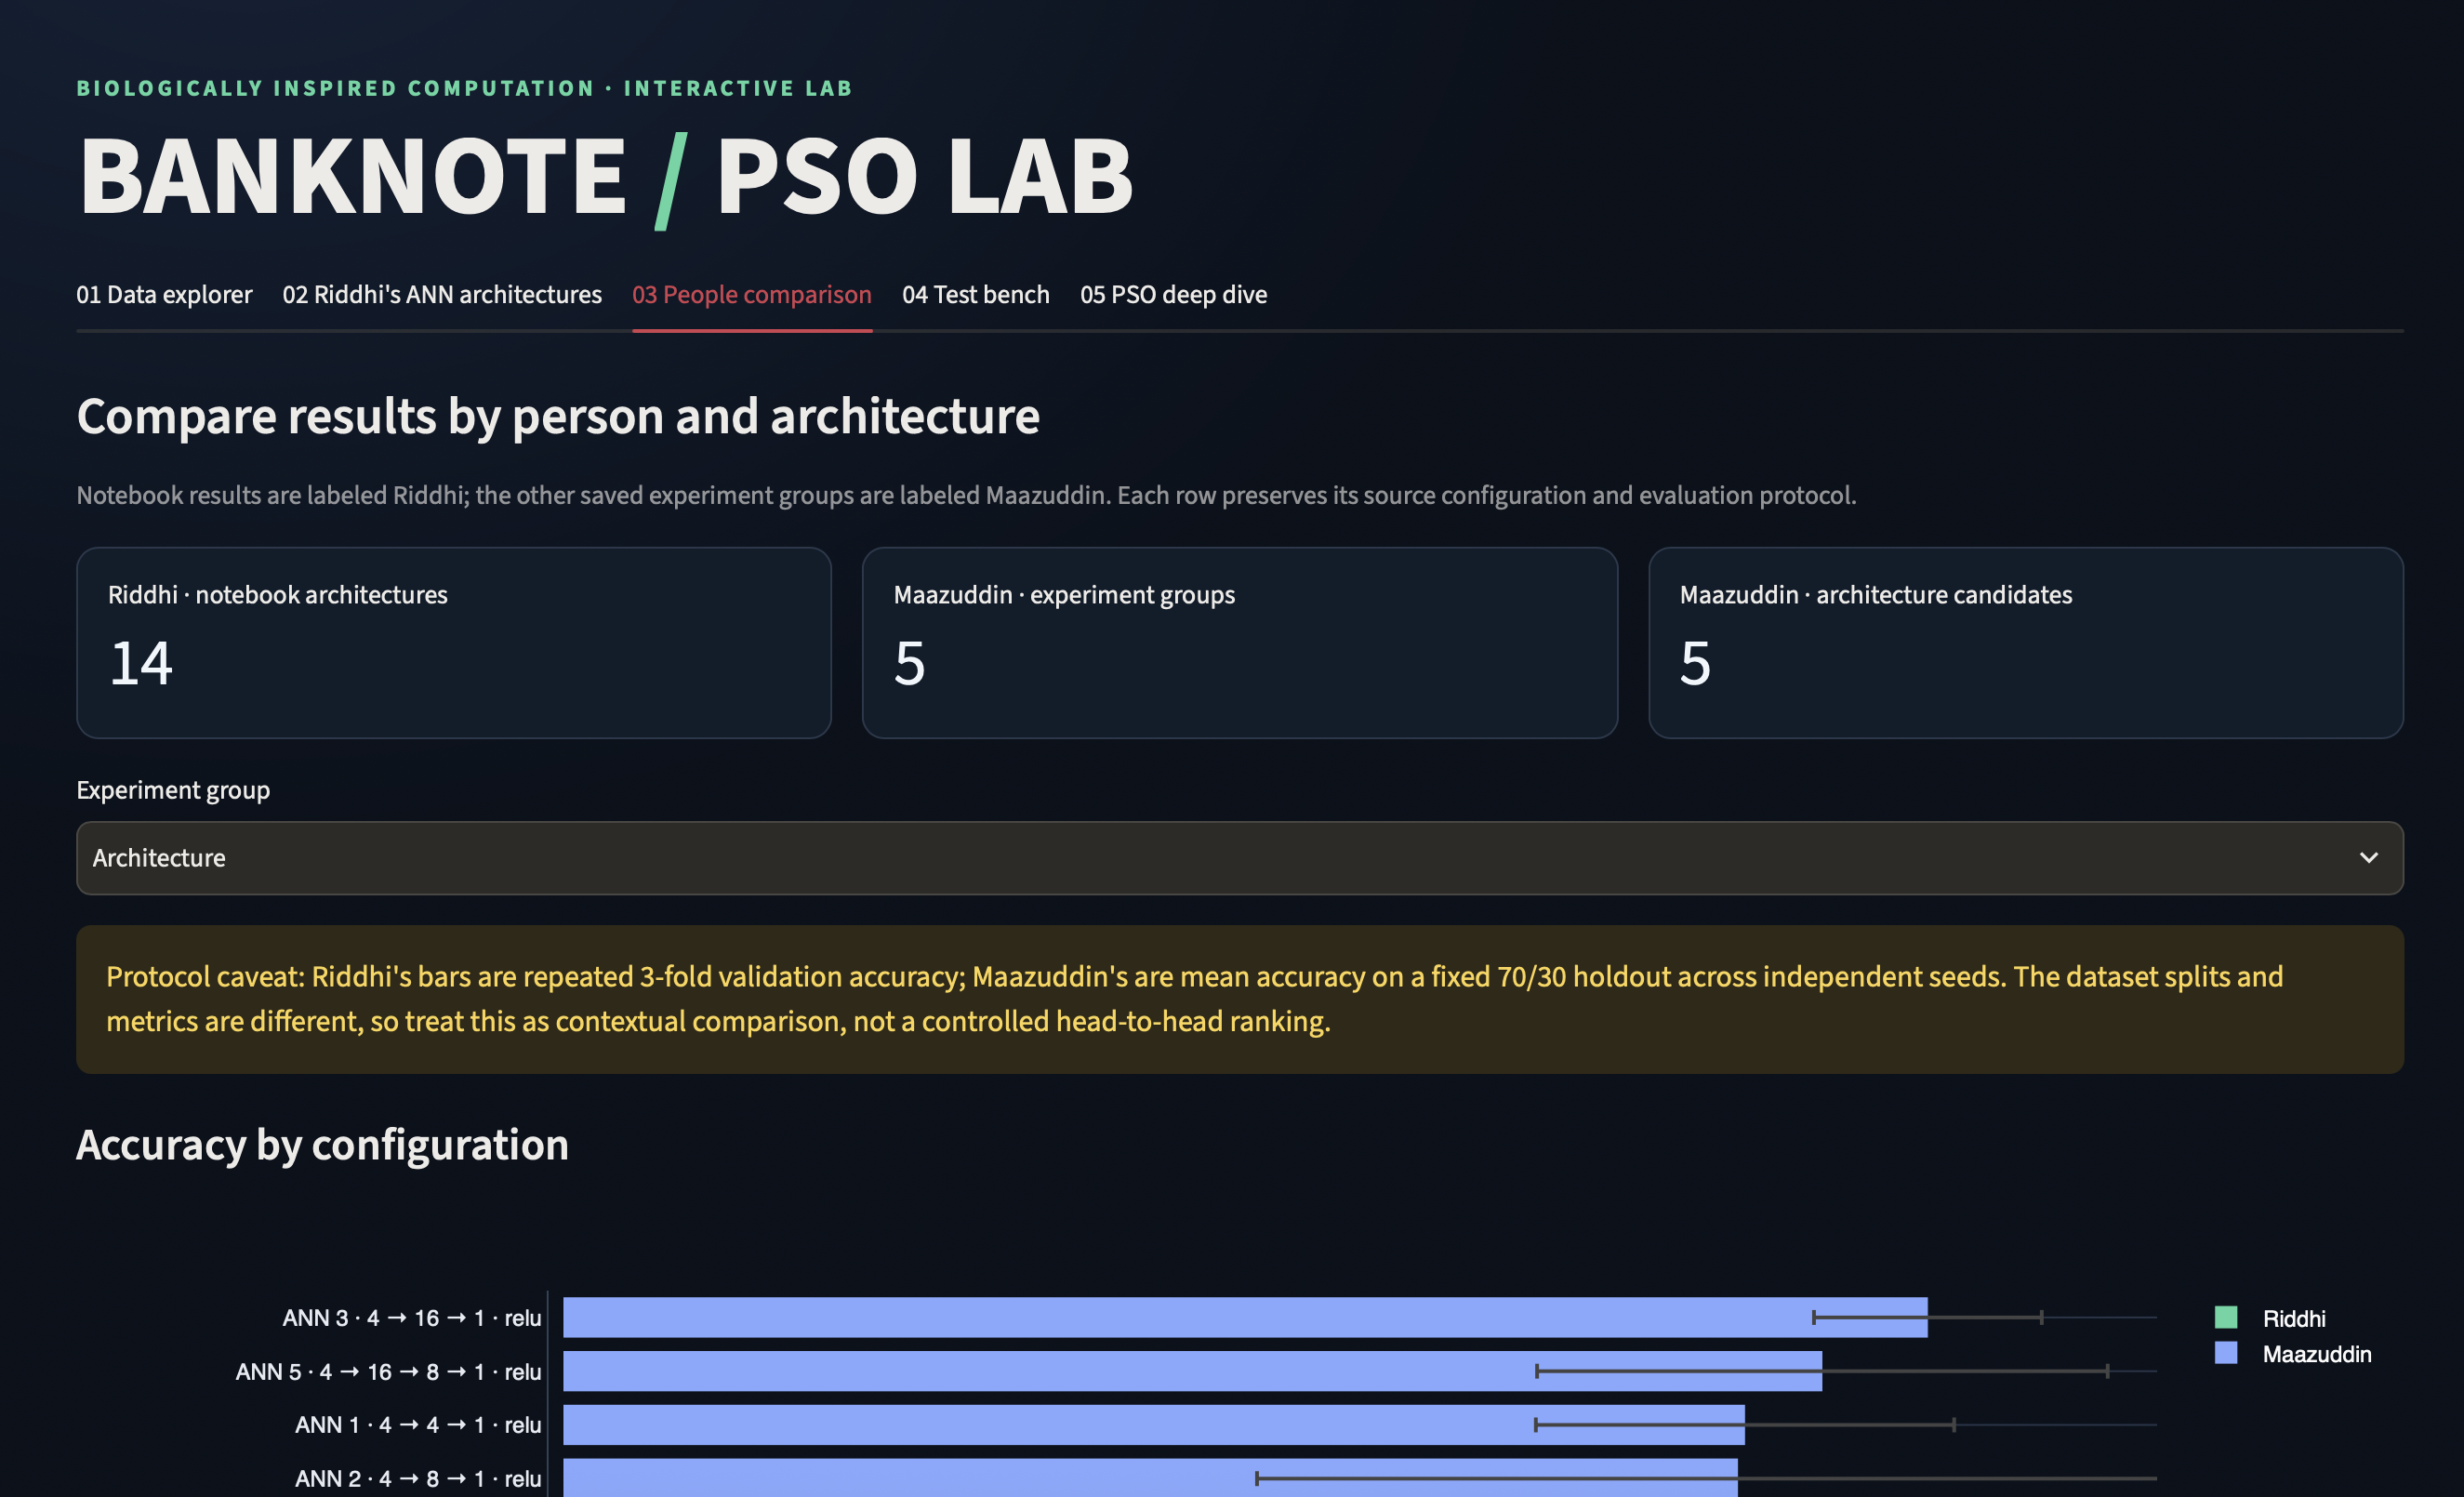 BIOLOGICALLY INSPIRED COMPUTATION · INTERACTIVE LAB
BANKNOTE / PSO LAB
01 Data explorer
02 Riddhi's ANN architectures
03 People comparison
04 Test bench
05 PSO deep dive
Compare results by person and architecture
Notebook results are labeled Riddhi; the other saved experiment groups are labeled Maazuddin. Each row preserves its source configuration and evaluation protocol.
Riddhi · notebook architectures
14
Maazuddin · experiment groups
5
Maazuddin · architecture candidates
5
Experiment group
Architecture
Protocol caveat: Riddhi's bars are repeated 3-fold validation accuracy; Maazuddin's are mean accuracy on a fixed 70/30 holdout across independent seeds. The dataset splits and
metrics are different, so treat this as contextual comparison, not a controlled head-to-head ranking.
Accuracy by configuration
ANN 3 · 4 → 16 → 1 · relu
ANN 5 · 4 → 16 → 8 → 1 · relu
ANN 1 · 4 → 4 → 1 · relu
ANN 2 · 4 → 8 → 1 · relu
Riddhi
Maazuddin